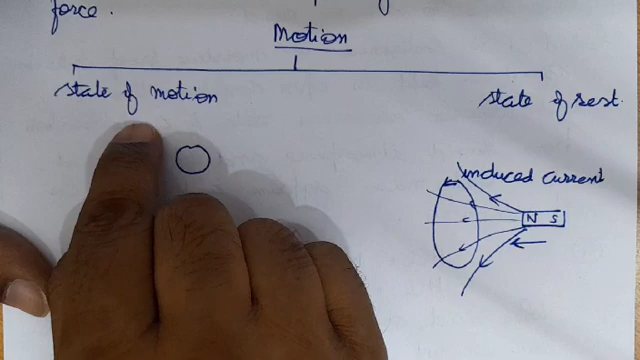 force.
Motion
state of motion
state of rest.
induced current
N S